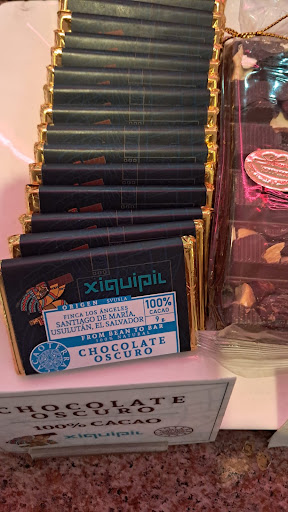 xiquipil
ORIGEN
FINCA LOS ÁNGELES
SANTIAGO DE MARÍA,
USULUTÁN, EL SALVADOR
100%
CACAO
9 g
FROM BEAN TO BAR
CHOCOLATE
OSCURO
CHOCOLATE
OSCURO
100% CACAO
xiquipil